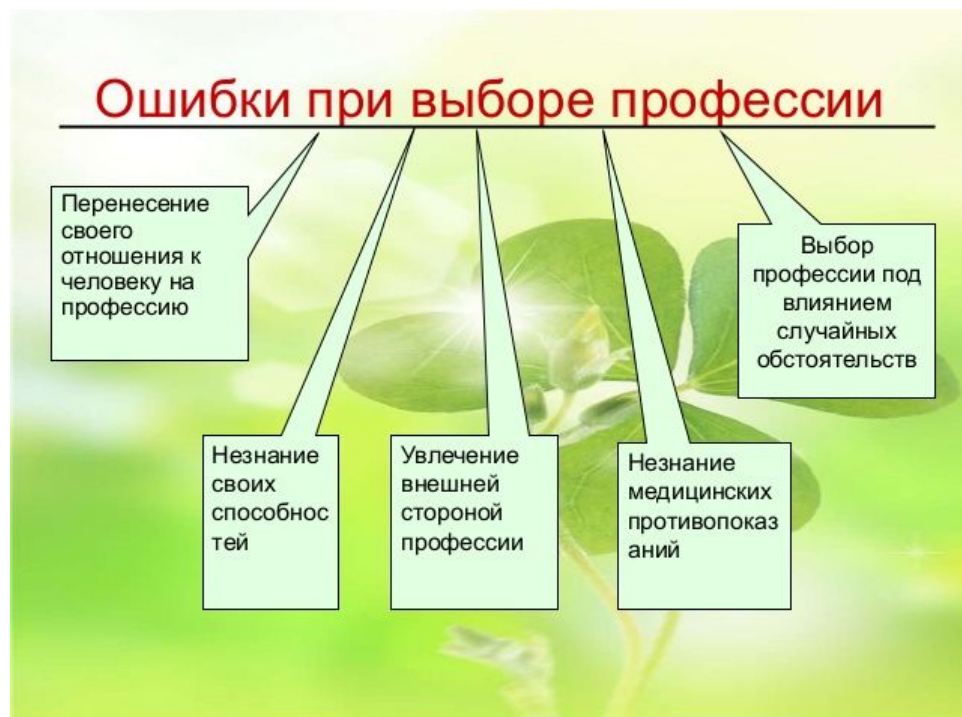 Ошибки при выборе профессии
Перенесение
своего
отношения к
человеку на
профессию
Выбор
профессии под
влиянием
случайных
обстоятельств
Незнание
своих
способнос
тей
Увлечение
внешней
стороной
профессии
Незнание
медицинских
противопоказ
аний